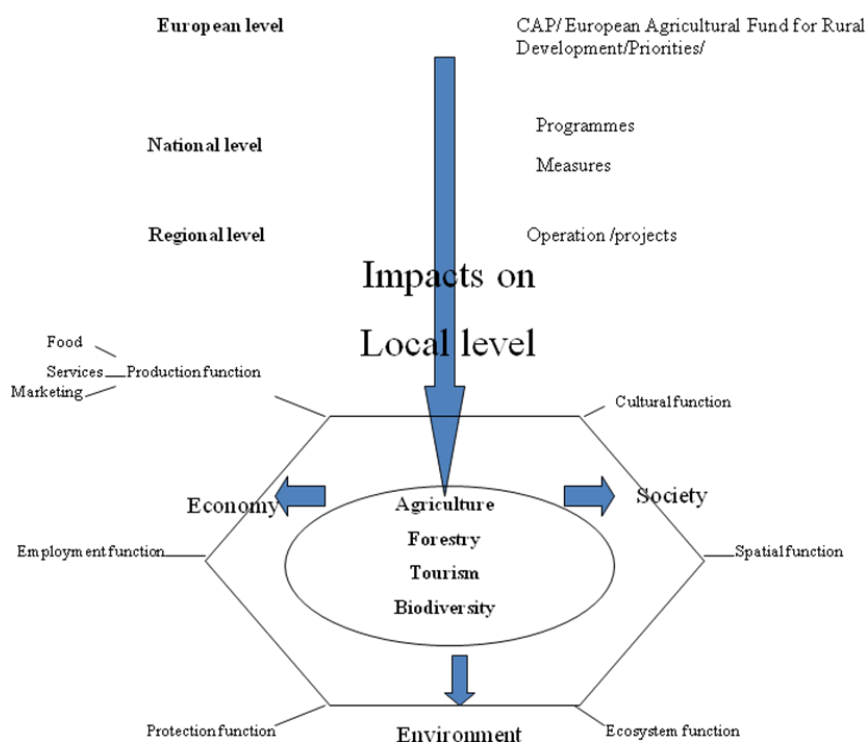 European level
CAP/ European Agricultural Fund for Rural
Development/Priorities/
National level
Programmes
Measures
Regional level
Operation /projects
Impacts on
Local level
Food
Services
Marketing
Production function
Cultural function
Economy
Society
Agriculture
Forestry
Tourism
Biodiversity
Employment function
Spatial function
Protection function
Environment
Ecosystem function